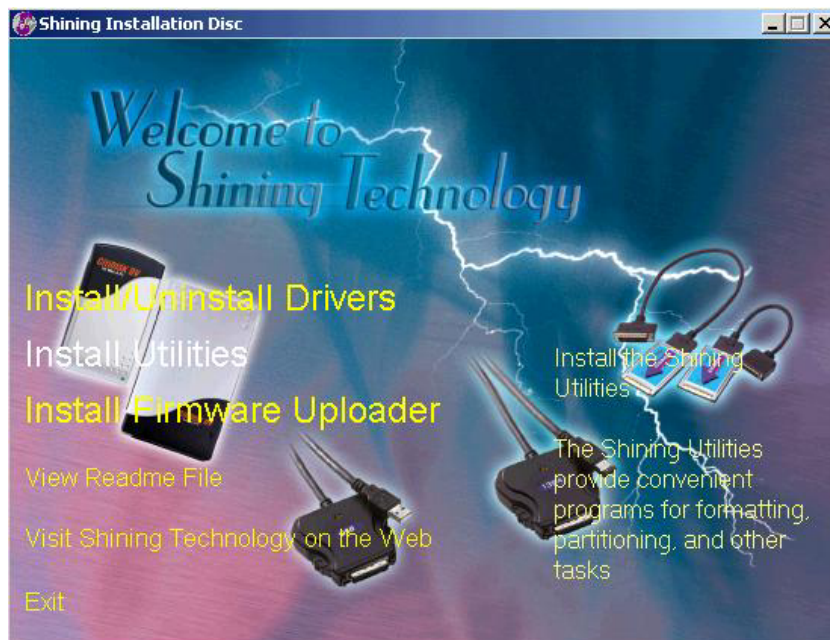 Shining Installation Disc
Welcome to
Shining Technology
CITIDISK DV
Install/Uninstall Drivers
Install Utilities
Install Firmware Uploader
View Readme File
Visit Shining Technology on the Web
Exit
Install the Shining
Utilities
The Shining Utilities
provide convenient
programs for formatting,
partitioning, and other
tasks